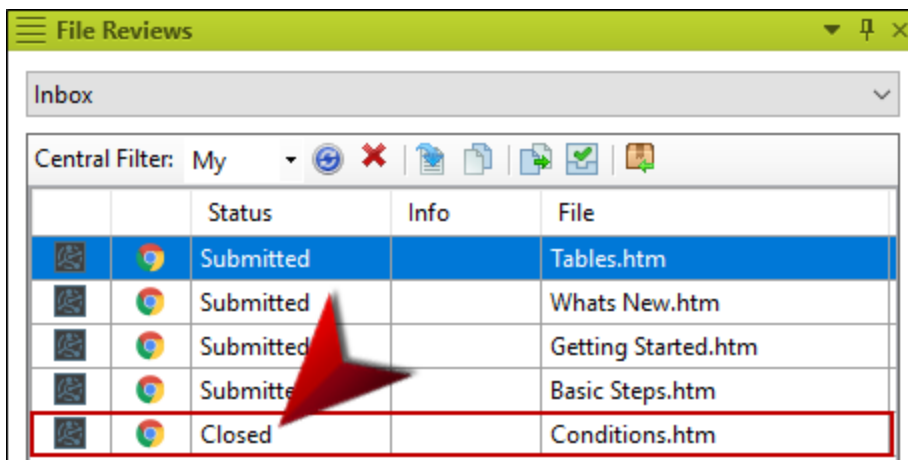 File Reviews
Inbox
Central Filter: My
Status Info File
Submitted Tables.htm
Submitted Whats New.htm
Submitted Getting Started.htm
Submitte Basic Steps.htm
Closed Conditions.htm